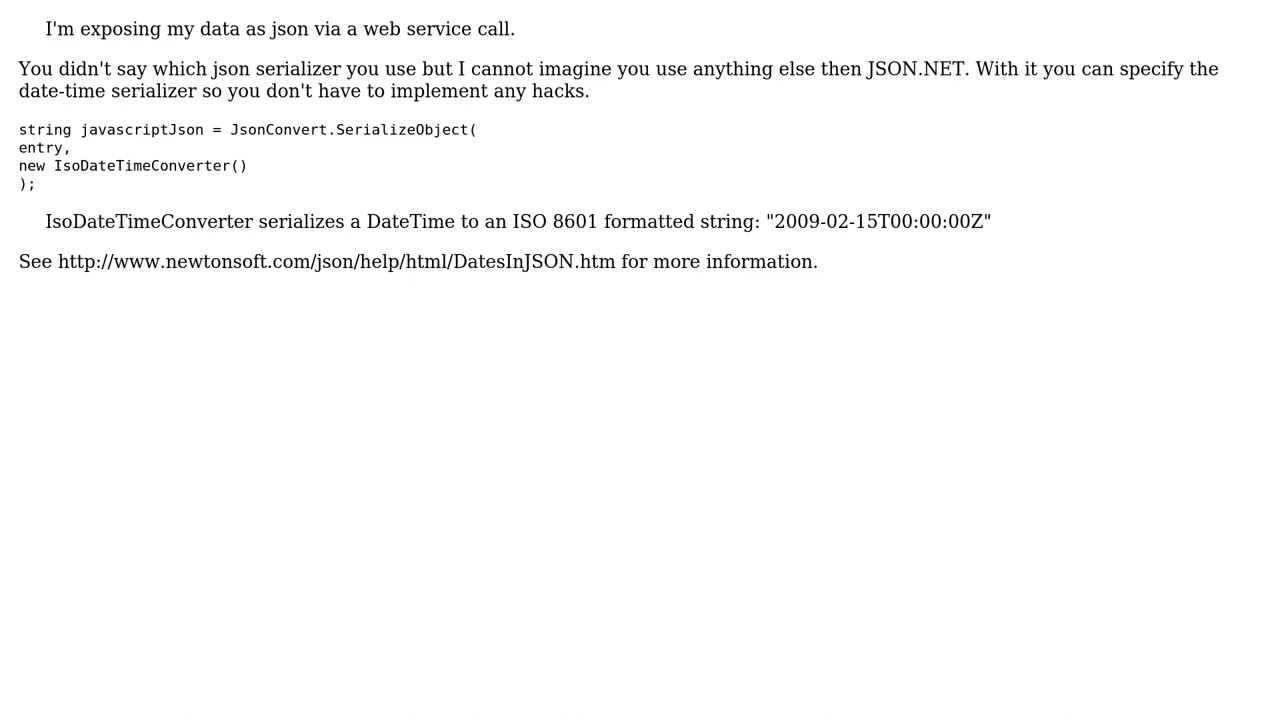 I'm exposing my data as json via a web service call.
You didn't say which json serializer you use but I cannot imagine you use anything else then JSON.NET. With it you can specify the
date-time serializer so you don't have to implement any hacks.
string javascriptJson = JsonConvert.SerializeObject(
entry,
new IsoDateTimeConverter()
);
IsoDateTimeConverter serializes a DateTime to an ISO 8601 formatted string: "2009-02-15T00:00:00Z"
See http://www.newtonsoft.com/json/help/html/DatesInJSON.htm for more information.